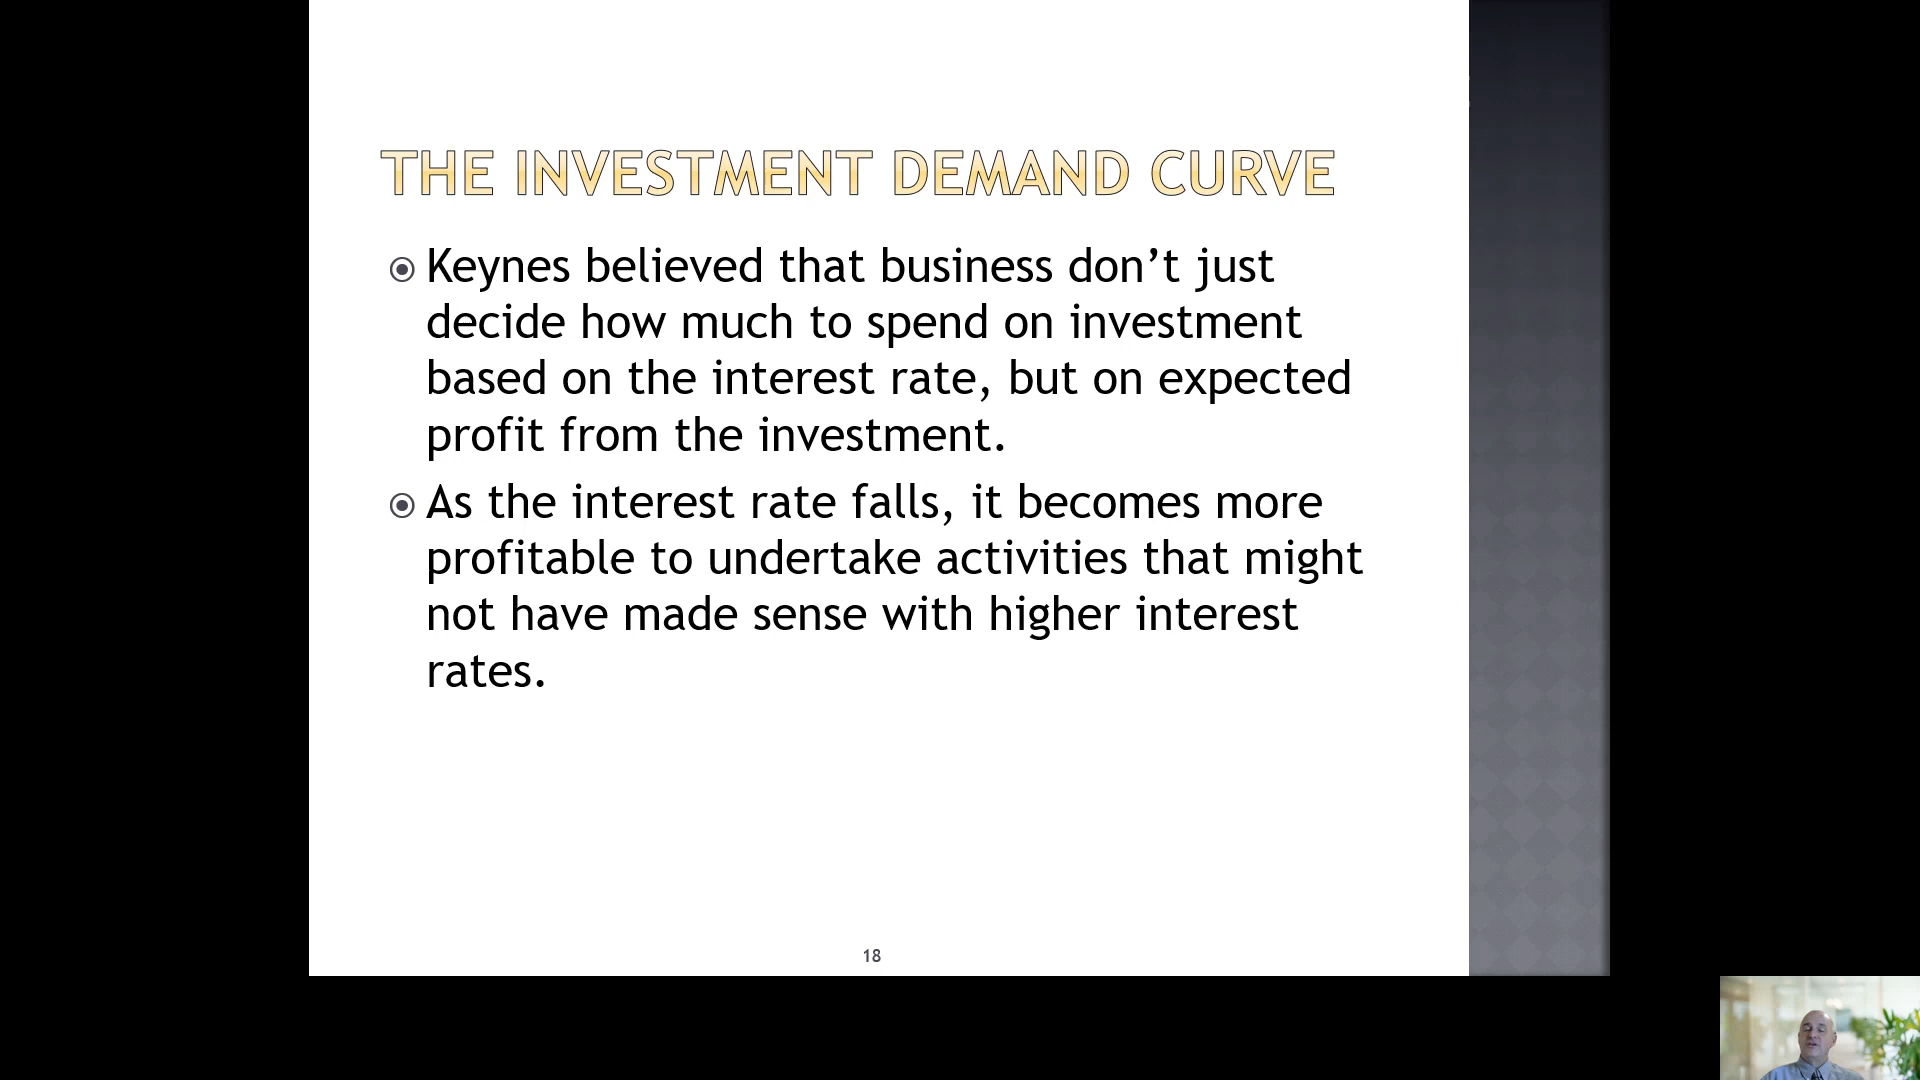 THE INVESTMENT DEMAND CURVE
Keynes believed that business don’t just
decide how much to spend on investment
based on the interest rate, but on expected
profit from the investment.
As the interest rate falls, it becomes more
profitable to undertake activities that might
not have made sense with higher interest
rates.
18